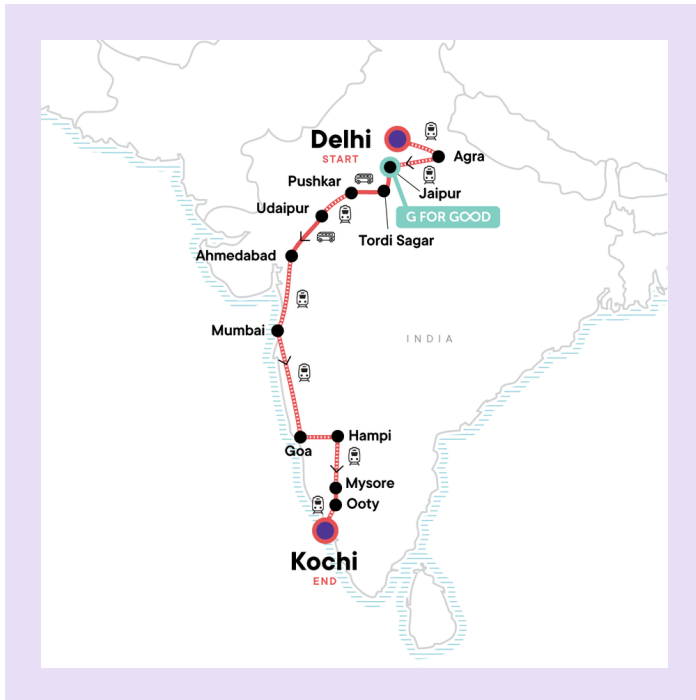 Delhi
START
Agra
Pushkar
Jaipur
G FOR GOOD
Udaipur
Tordi Sagar
Ahmedabad
Mumbai
INDIA
Goa
Hampi
Mysore
Ooty
Kochi
END